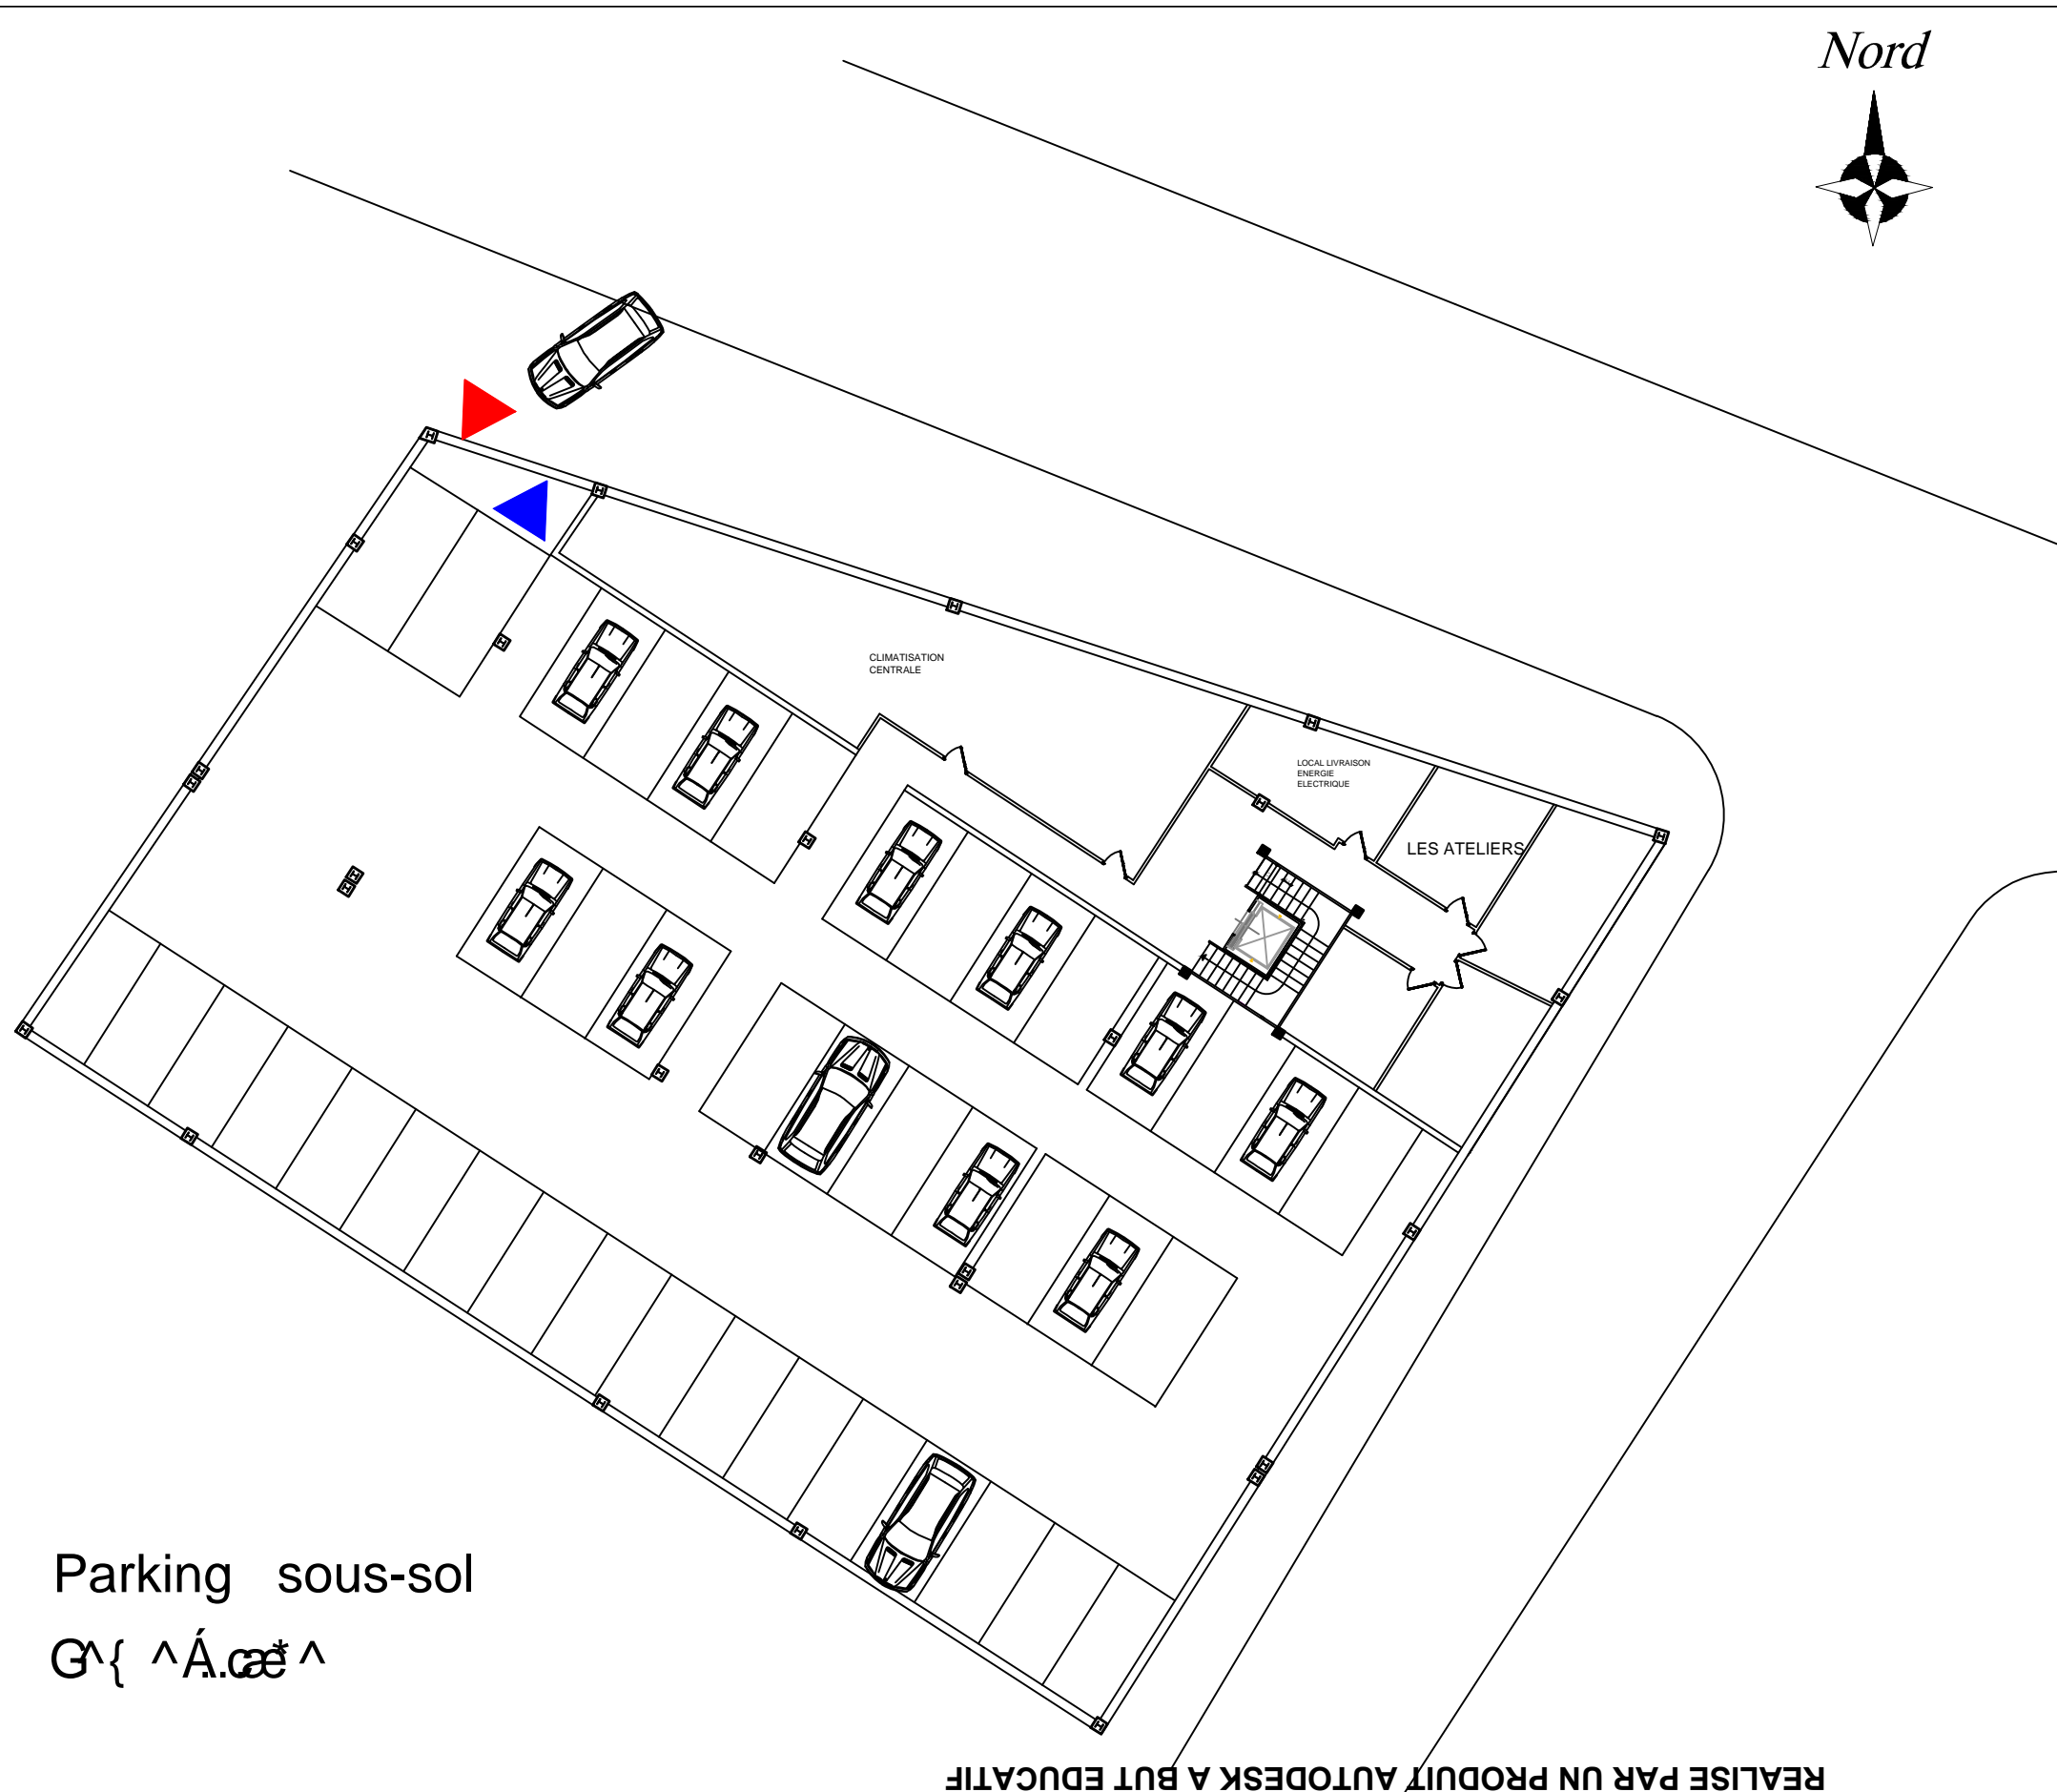 Nord
CLIMATISATION
CENTRALE
LOCAL LIVRAISON
ENERGIE
ELECTRIQUE
LES ATELIERS
Parking sous-sol
REALISE PAR UN PRODUIT AUTODESK A BUT EDUCATIF